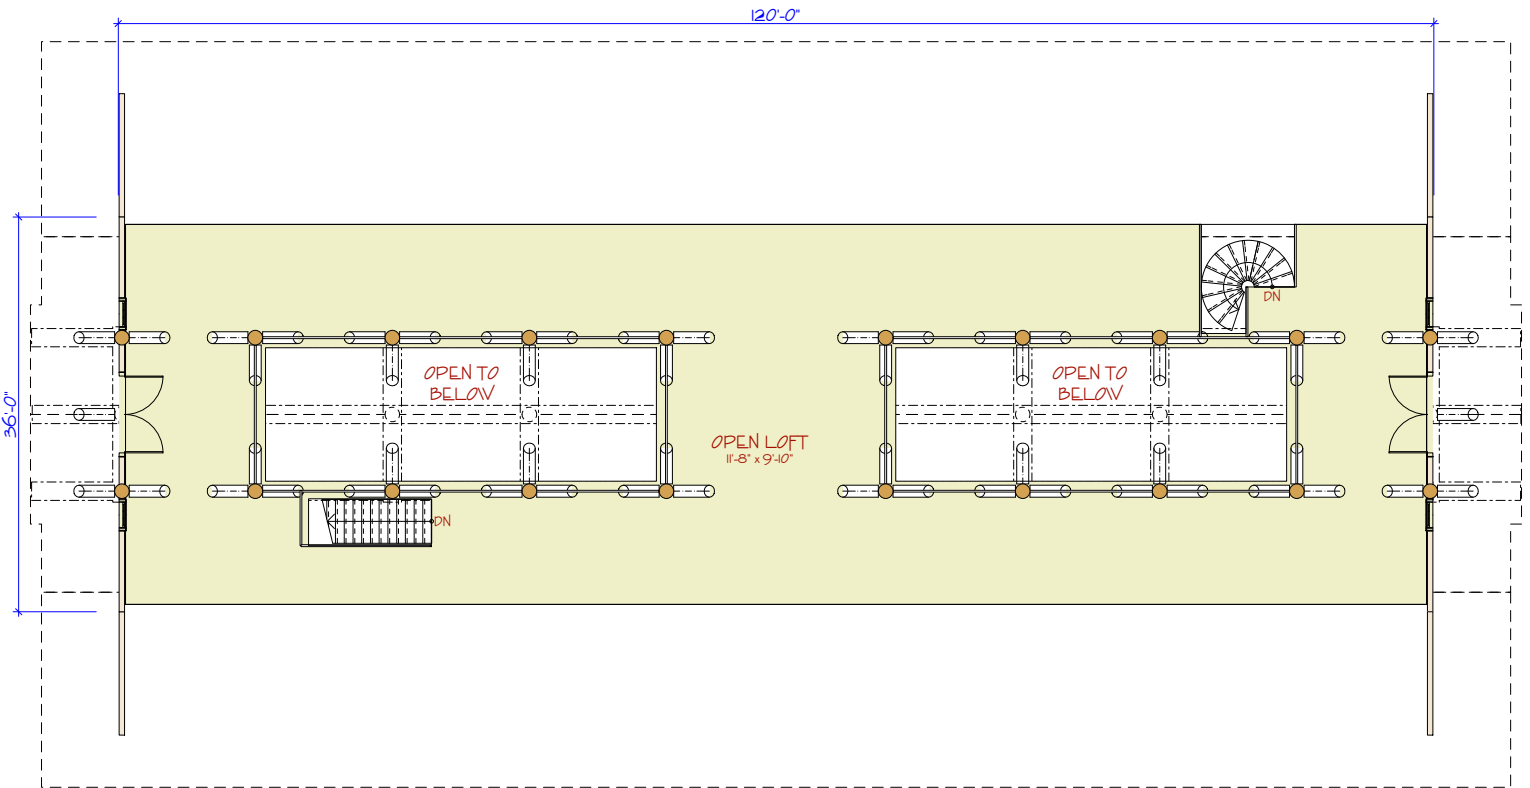 120'-0"
36'-0"
DN
OPEN TO
BELOW
OPEN TO
BELOW
OPEN LOFT
11'-8" x 9'-10"
DN